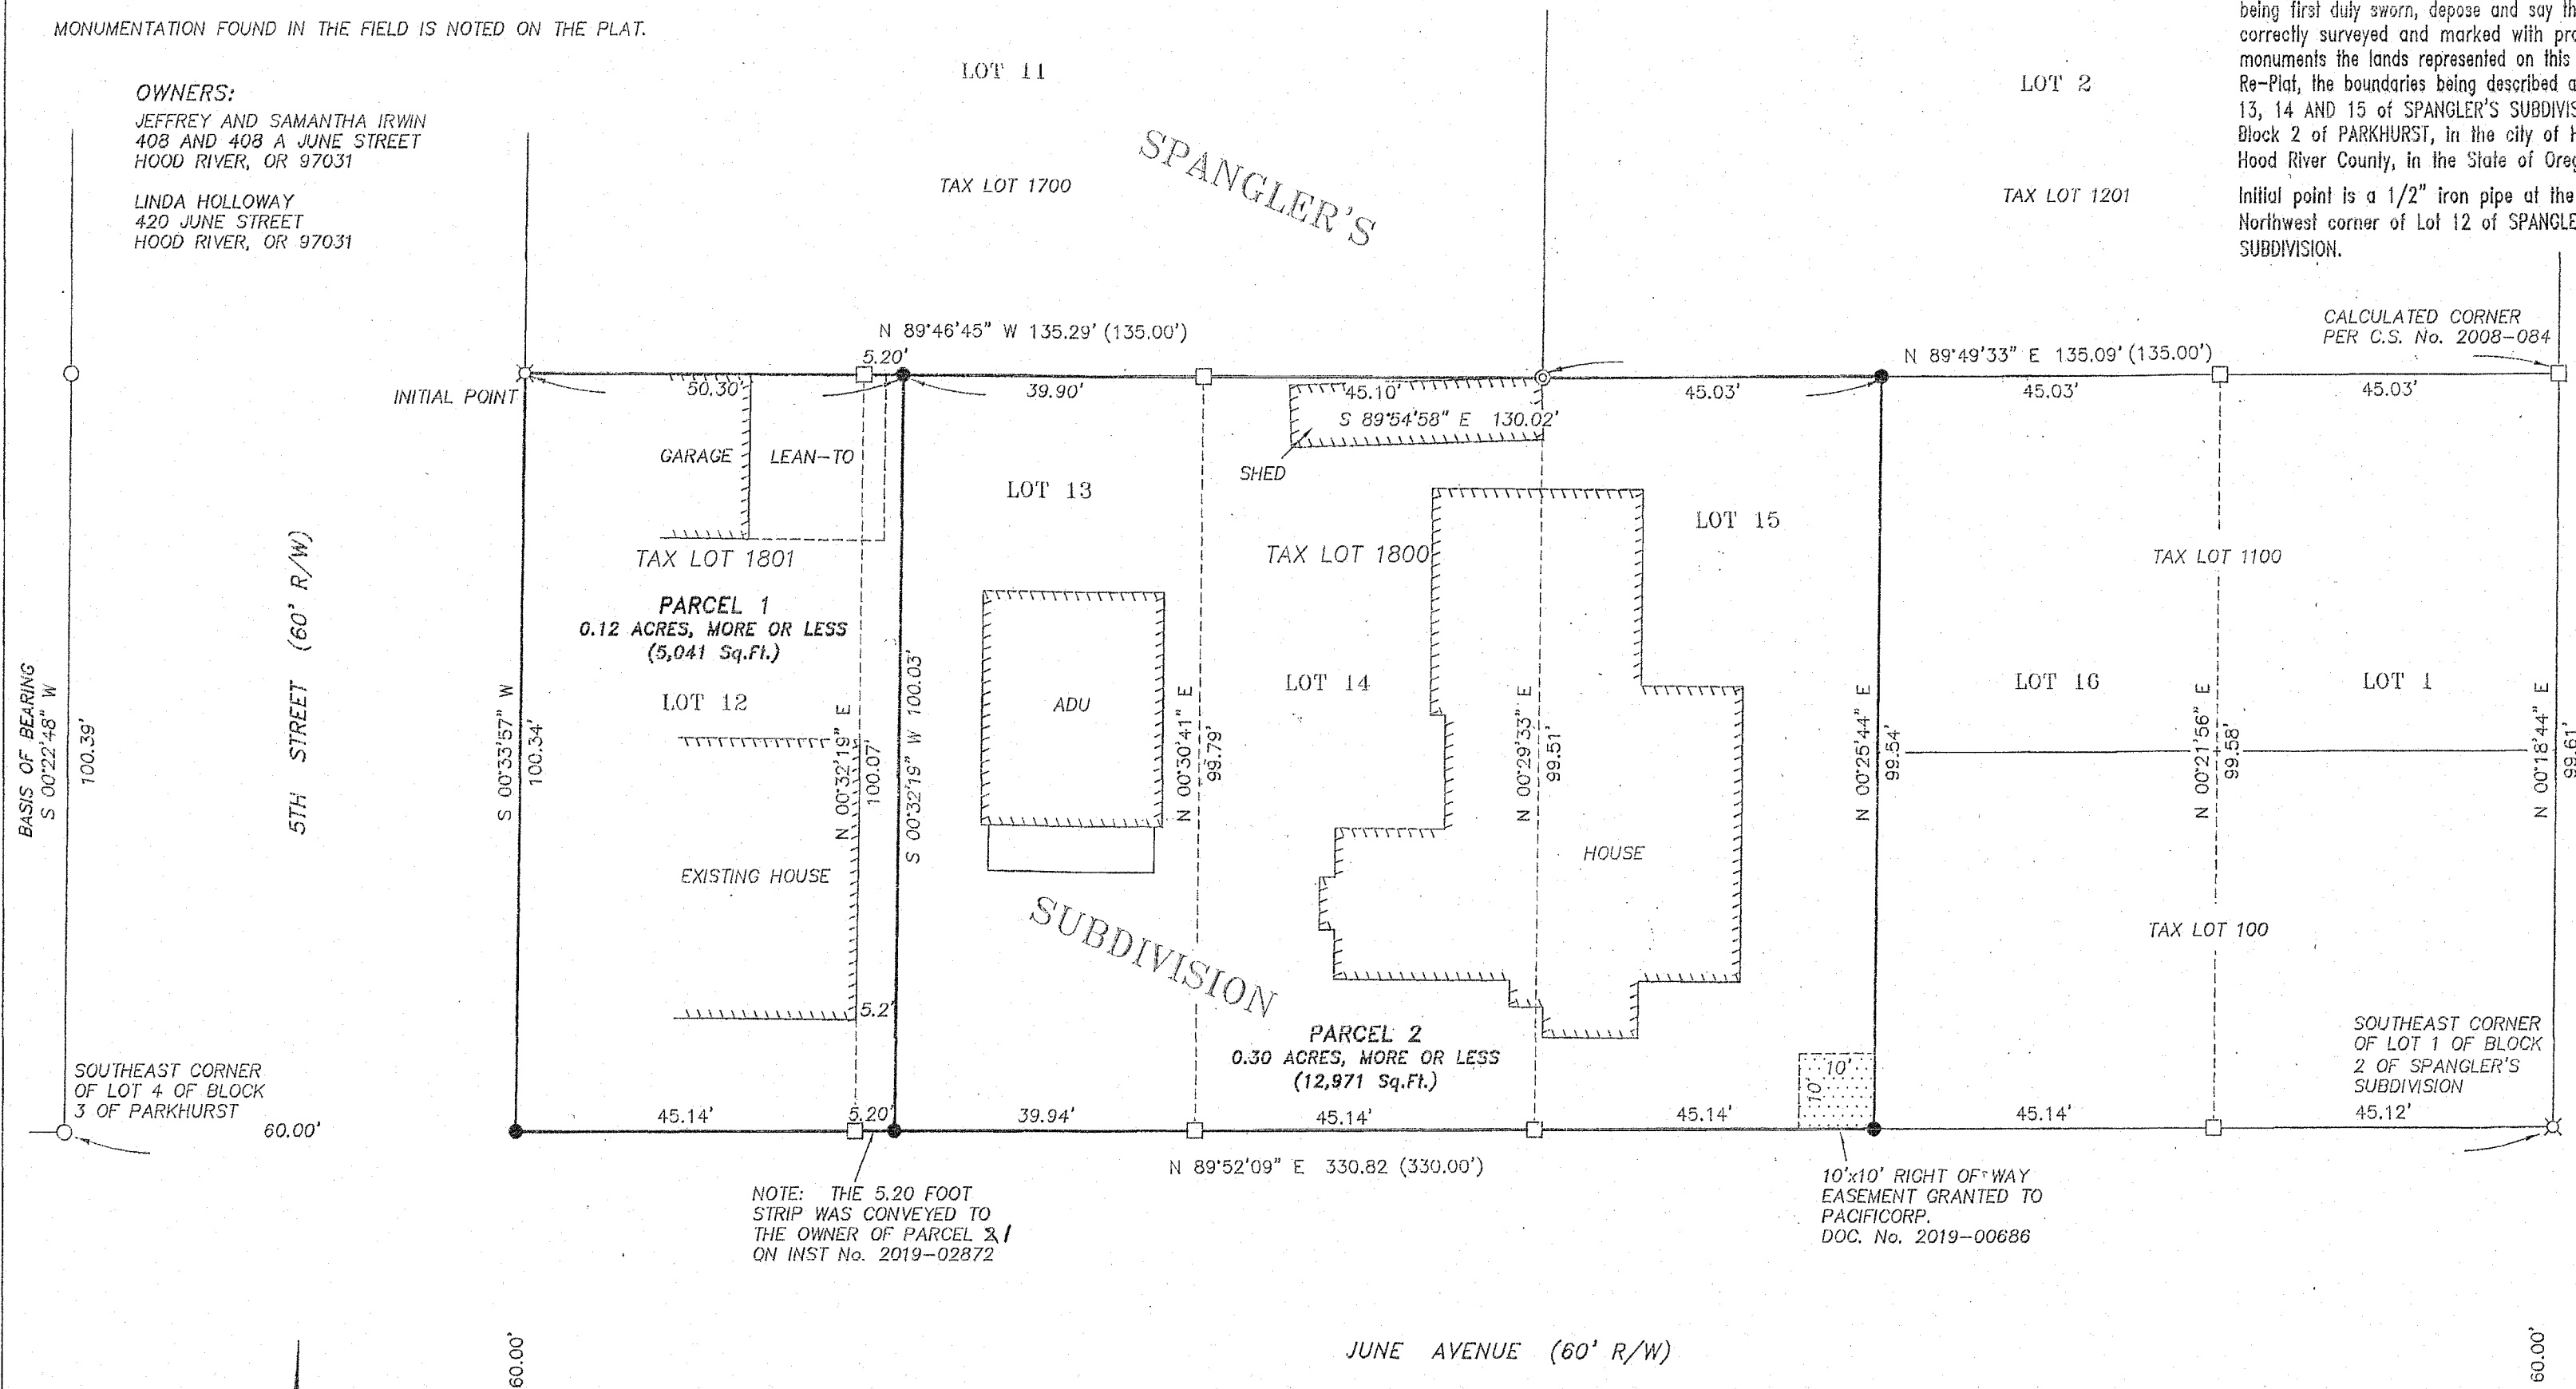 MONUMENTATION FOUND IN THE FIELD IS NOTED ON THE PLAT.
OWNERS:
JEFFREY AND SAMANTHA IRWIN
408 AND 408 A JUNE STREET
HOOD RIVER, OR 97031
LINDA HOLLOWAY
420 JUNE STREET
HOOD RIVER, OR 97031
LOT 11
TAX LOT 1700
SPANGLER'S
LOT 2
TAX LOT 1201
being first duly sworn, depose and say
correctly surveyed and marked with
monuments the lands represented on this
Re-Plat, the boundaries being described
13, 14 AND 15 of SPANGLER'S
Block 2 of PARKHURST, in the city of
Hood River County, in the State of
Initial point is a 1/2" iron pipe at the
Northwest corner of Lot 12 of
SUBDIVISION.
CALCULATED CORNER
PER C.S. No. 2008-084
N 89°46'45" W 135.29' (135.00')
N 89°49'33" E 135.09' (135.00')
INITIAL POINT
50.30'
5.20'
39.90'
45.10'
45.03'
45.03'
45.03'
S 89°54'58" E 130.02'
SHED
GARAGE
LEAN-TO
LOT 13
LOT 15
TAX LOT 1801
TAX LOT 1800
TAX LOT 1100
PARCEL 1
0.12 ACRES, MORE OR LESS
(5,041 Sq.Ft.)
LOT 12
ADU
LOT 14
LOT 16
LOT 1
BASIS OF BEARING
S 00°22'48" W
100.39'
5TH STREET (60' R/W)
S 00°33'57" W
100.34'
N 00°32'19" E
100.07'
S 00°32'19" W 100.03'
N 00°30'41" E
99.79'
N 00°29'33" E
99.51'
N 00°25'44" E
99.54'
N 00°21'56" E
99.58'
N 00°18'44" E
99.61'
EXISTING HOUSE
HOUSE
SUBDIVISION
TAX LOT 100
5.2'
PARCEL 2
0.30 ACRES, MORE OR LESS
(12,971 Sq.Ft.)
10'
10'
SOUTHEAST CORNER
OF LOT 4 OF BLOCK
3 OF PARKHURST
SOUTHEAST CORNER
OF LOT 1 OF BLOCK
2 OF SPANGLER'S
SUBDIVISION
60.00'
45.14'
5.20'
39.94'
45.14'
45.14'
45.14'
45.12'
N 89°52'09" E 330.82 (330.00')
NOTE: THE 5.20 FOOT
STRIP WAS CONVEYED TO
THE OWNER OF PARCEL 1
ON INST No. 2019-02872
10'x10' RIGHT OF WAY
EASEMENT GRANTED TO
PACIFICORP.
DOC. No. 2019-00686
60.00'
JUNE AVENUE (60' R/W)
60.00'